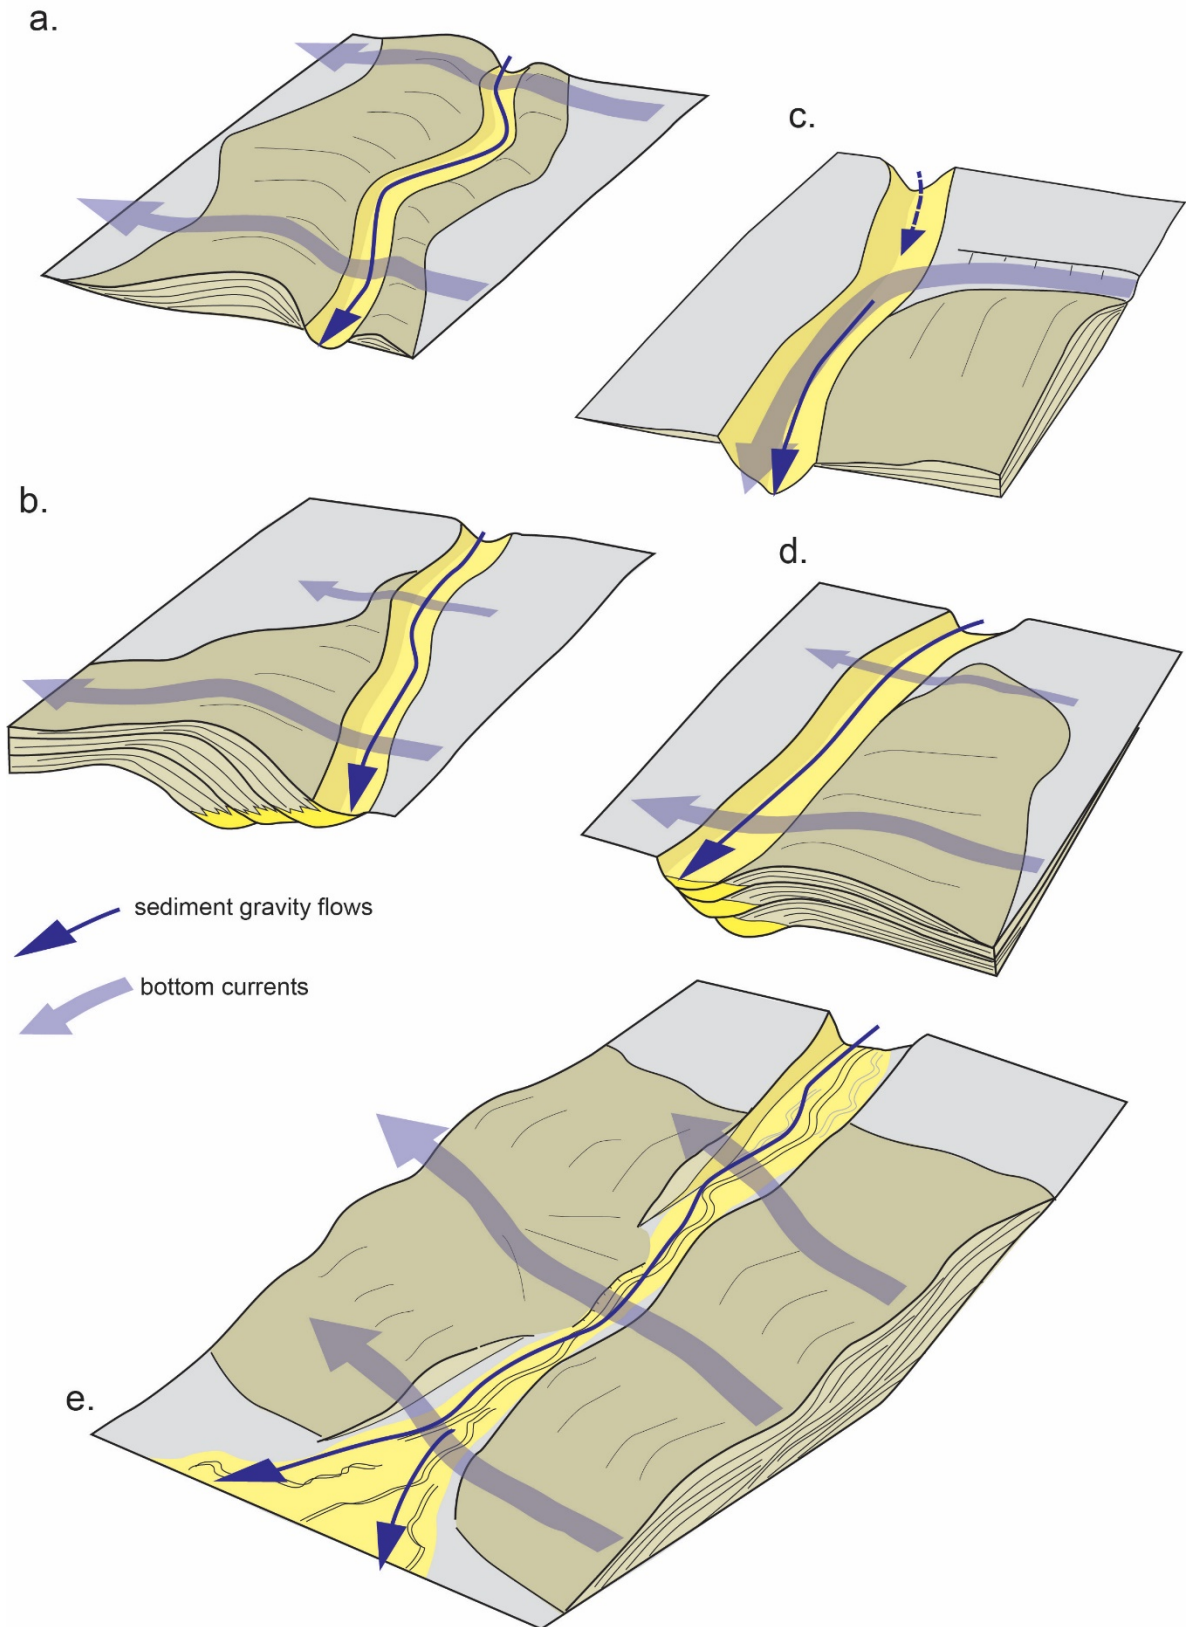 a.
c.
b.
d.
sediment gravity flows
bottom currents
e.